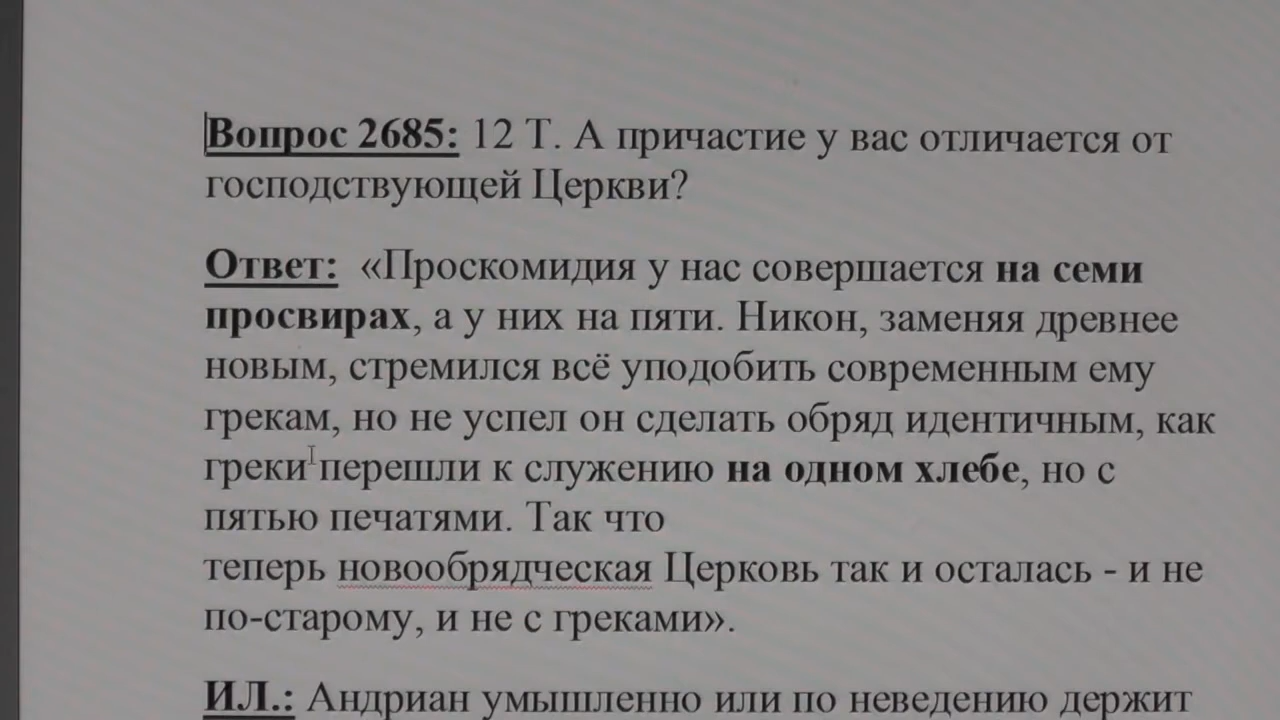 Вопрос 2685: 12 Т. А причастие у вас отличается от
господствующей Церкви?
Ответ: «Проскомидия у нас совершается на семи
просвирах, а у них на пяти. Никон, заменяя древнее
новым, стремился всё уподобить современным ему
грекам, но не успел он сделать обряд идентичным, как
греки перешли к служению на одном хлебе, но с
пятью печатями. Так что
теперь новообрядческая Церковь так и осталась - и не
по-старому, и не с греками».
ИЛ.: Андриан умышленно или по неведению держит